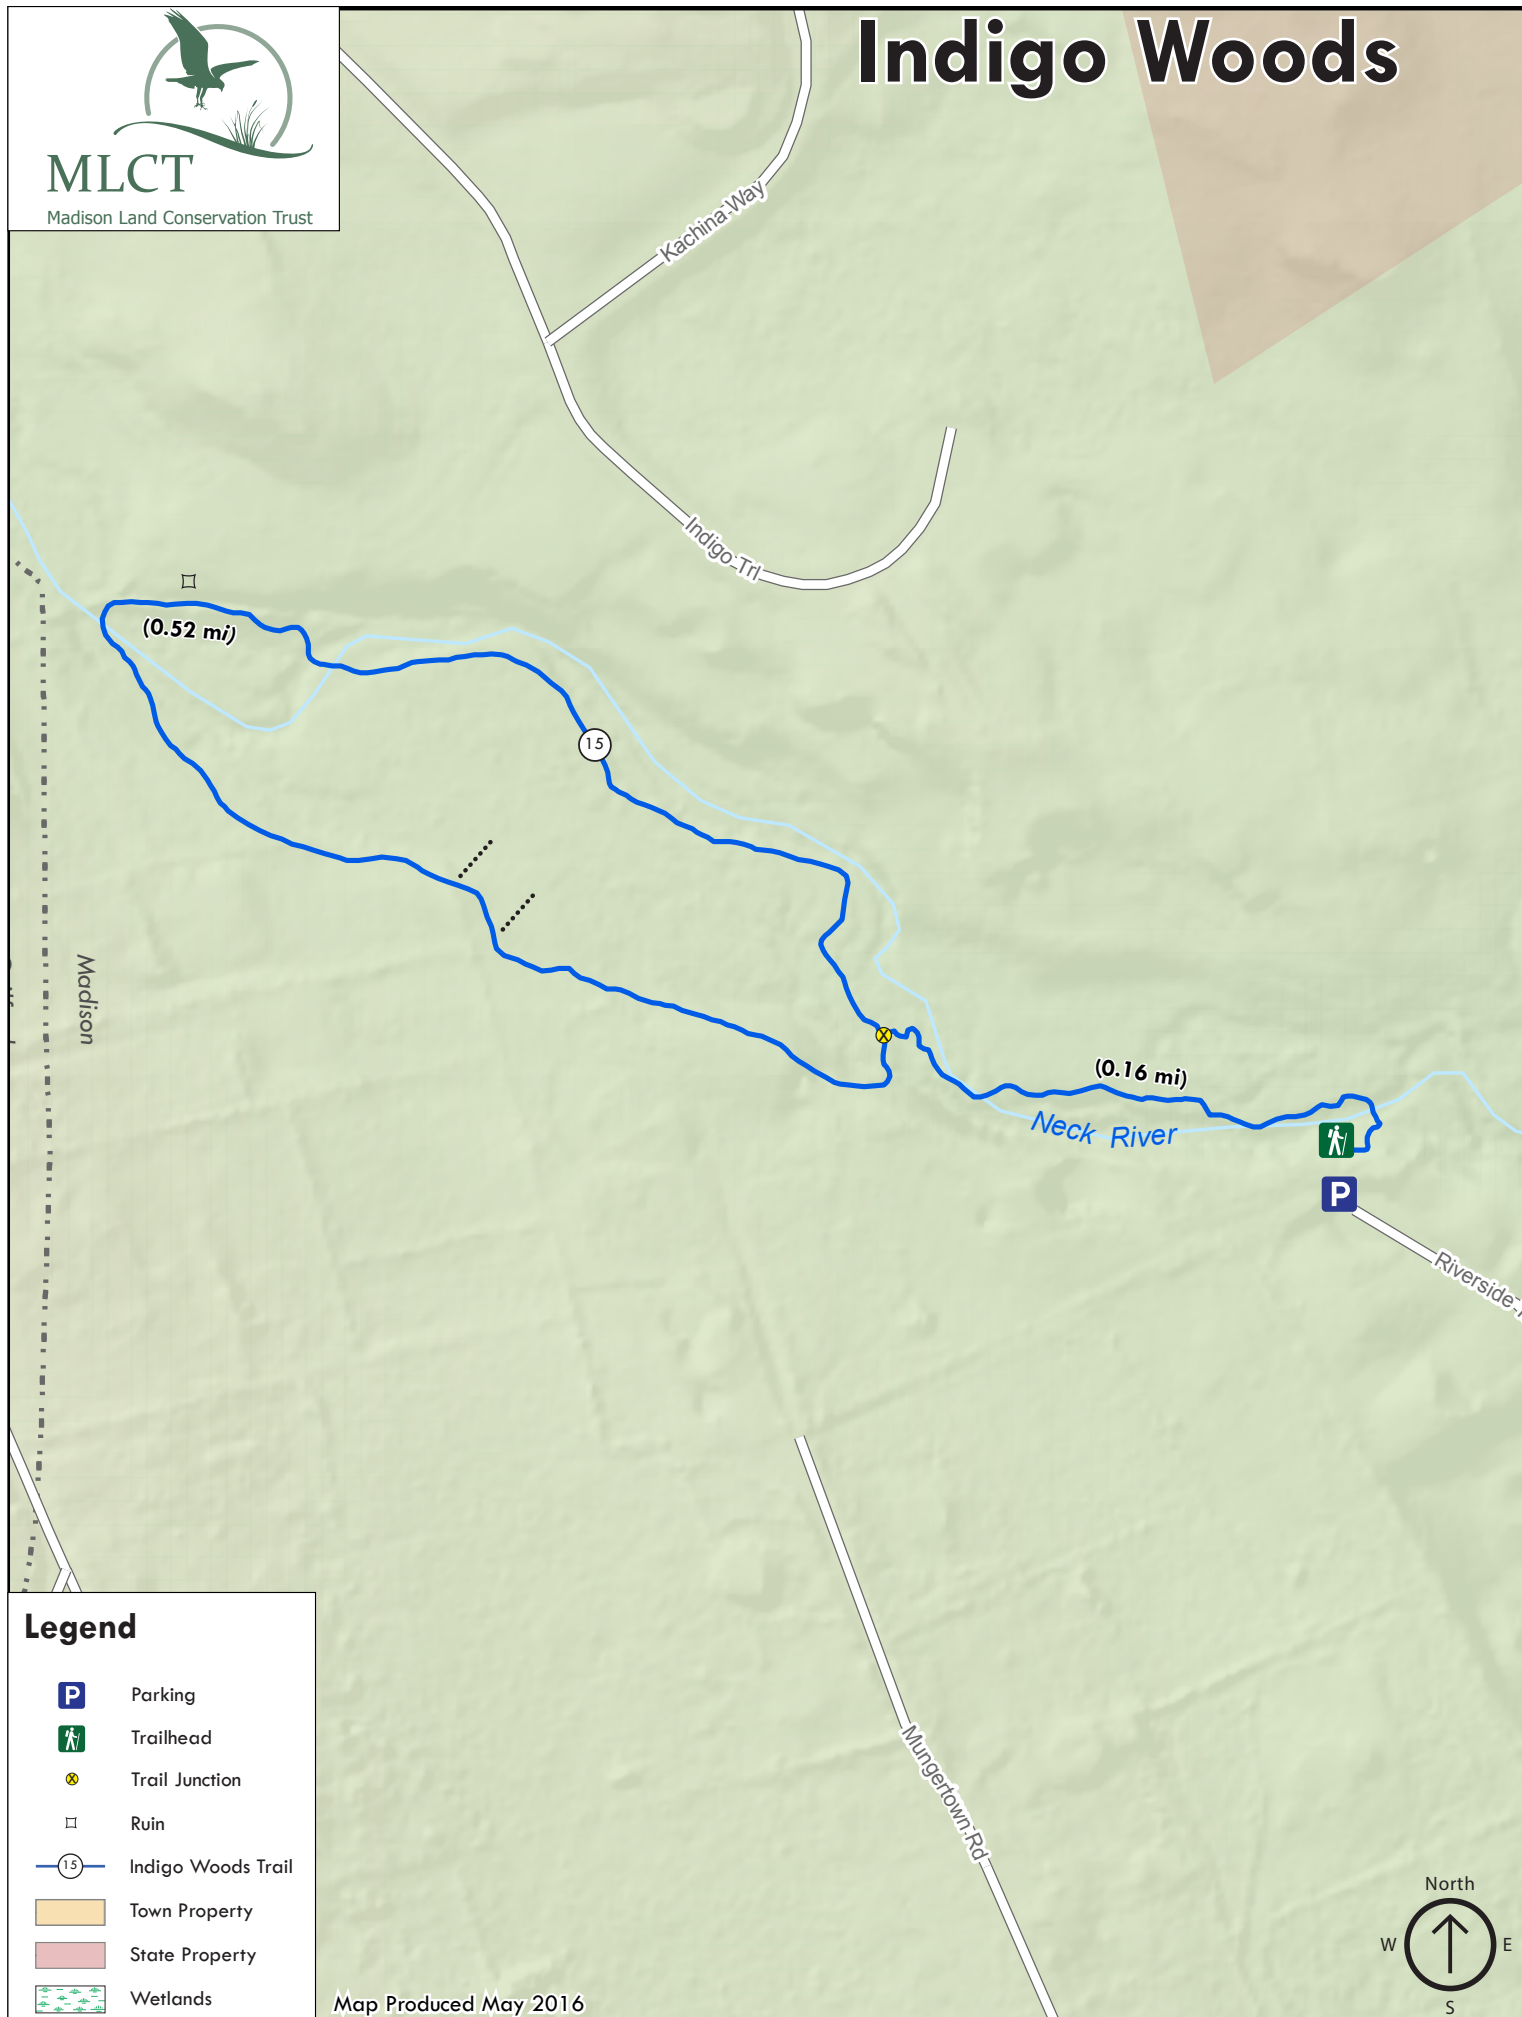 Indigo Woods
MLCT
Madison Land Conservation Trust
Kachina Way
Indigo Trl
(0.52 mi)
15
Madison
(0.16 mi)
Neck River
P
Riverside
Mungertown Rd
Legend
P Parking
Trailhead
X Trail Junction
Ruin
15 Indigo Woods Trail
Town Property
State Property
Wetlands
Map Produced May 2016
North
W E
S